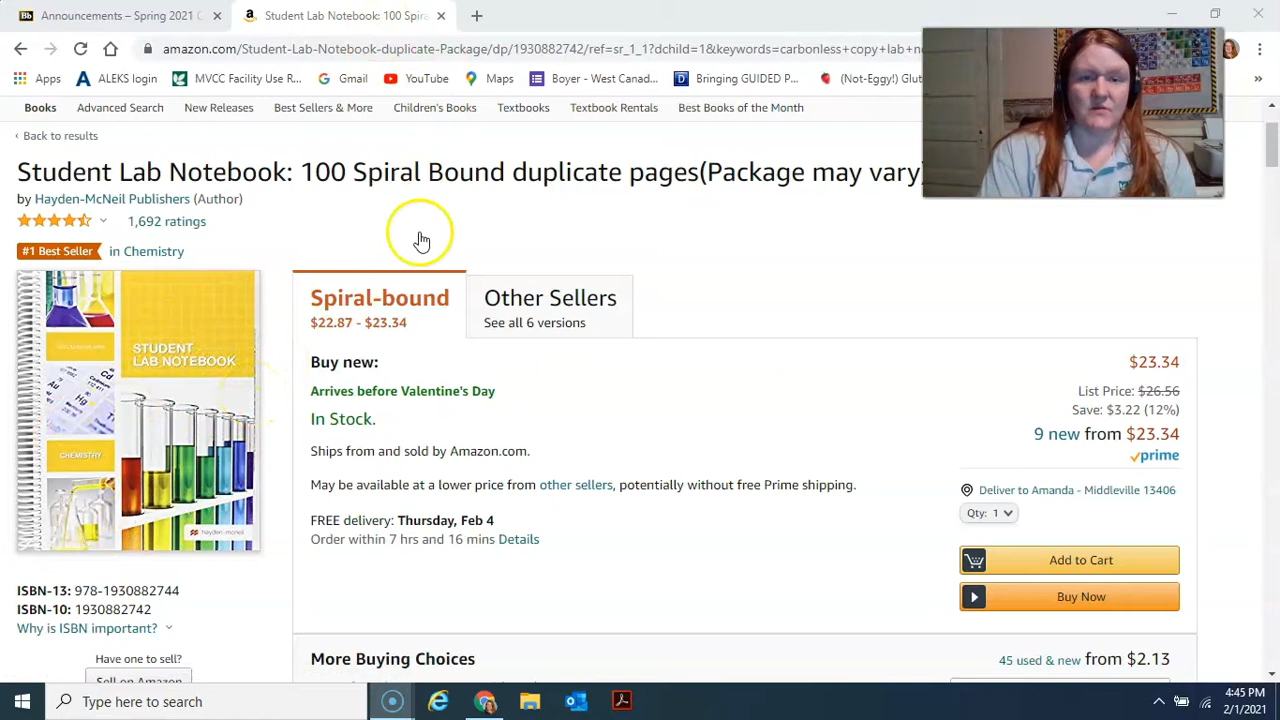 Announcements – Spring 2021 C
Student Lab Notebook: 100 Spira
amazon.com/Student-Lab-Notebook-duplicate-Package/dp/1930882742/ref=sr_1_1?dchild=1&keywords=carbonless+copy+lab+no
Apps ALEKS login MVCC Facility Use R... Gmail YouTube Maps Boyer - West Canad... Bringing GUIDED P... (Not-Eggy!) Glut
Books Advanced Search New Releases Best Sellers & More Children's Books Textbooks Textbook Rentals Best Books of the Month
‹ Back to results
Student Lab Notebook: 100 Spiral Bound duplicate pages(Package may vary)
by Hayden-McNeil Publishers (Author)
1,692 ratings
#1 Best Seller in Chemistry
Spiral-bound
$22.87 - $23.34
Other Sellers
See all 6 versions
STUDENT
LAB NOTEBOOK
CHEMISTRY
hayden-mcneil
Buy new: $23.34
Arrives before Valentine's Day
List Price: $26.56
Save: $3.22 (12%)
In Stock.
9 new from $23.34
prime
Ships from and sold by Amazon.com.
May be available at a lower price from other sellers, potentially without free Prime shipping.
Deliver to Amanda - Middleville 13406
Qty: 1
FREE delivery: Thursday, Feb 4
Order within 7 hrs and 16 mins Details
Add to Cart
Buy Now
ISBN-13: 978-1930882744
ISBN-10: 1930882742
Why is ISBN important?
Have one to sell?
Sell on Amazon
More Buying Choices
45 used & new from $2.13
Type here to search
4:45 PM
2/1/2021